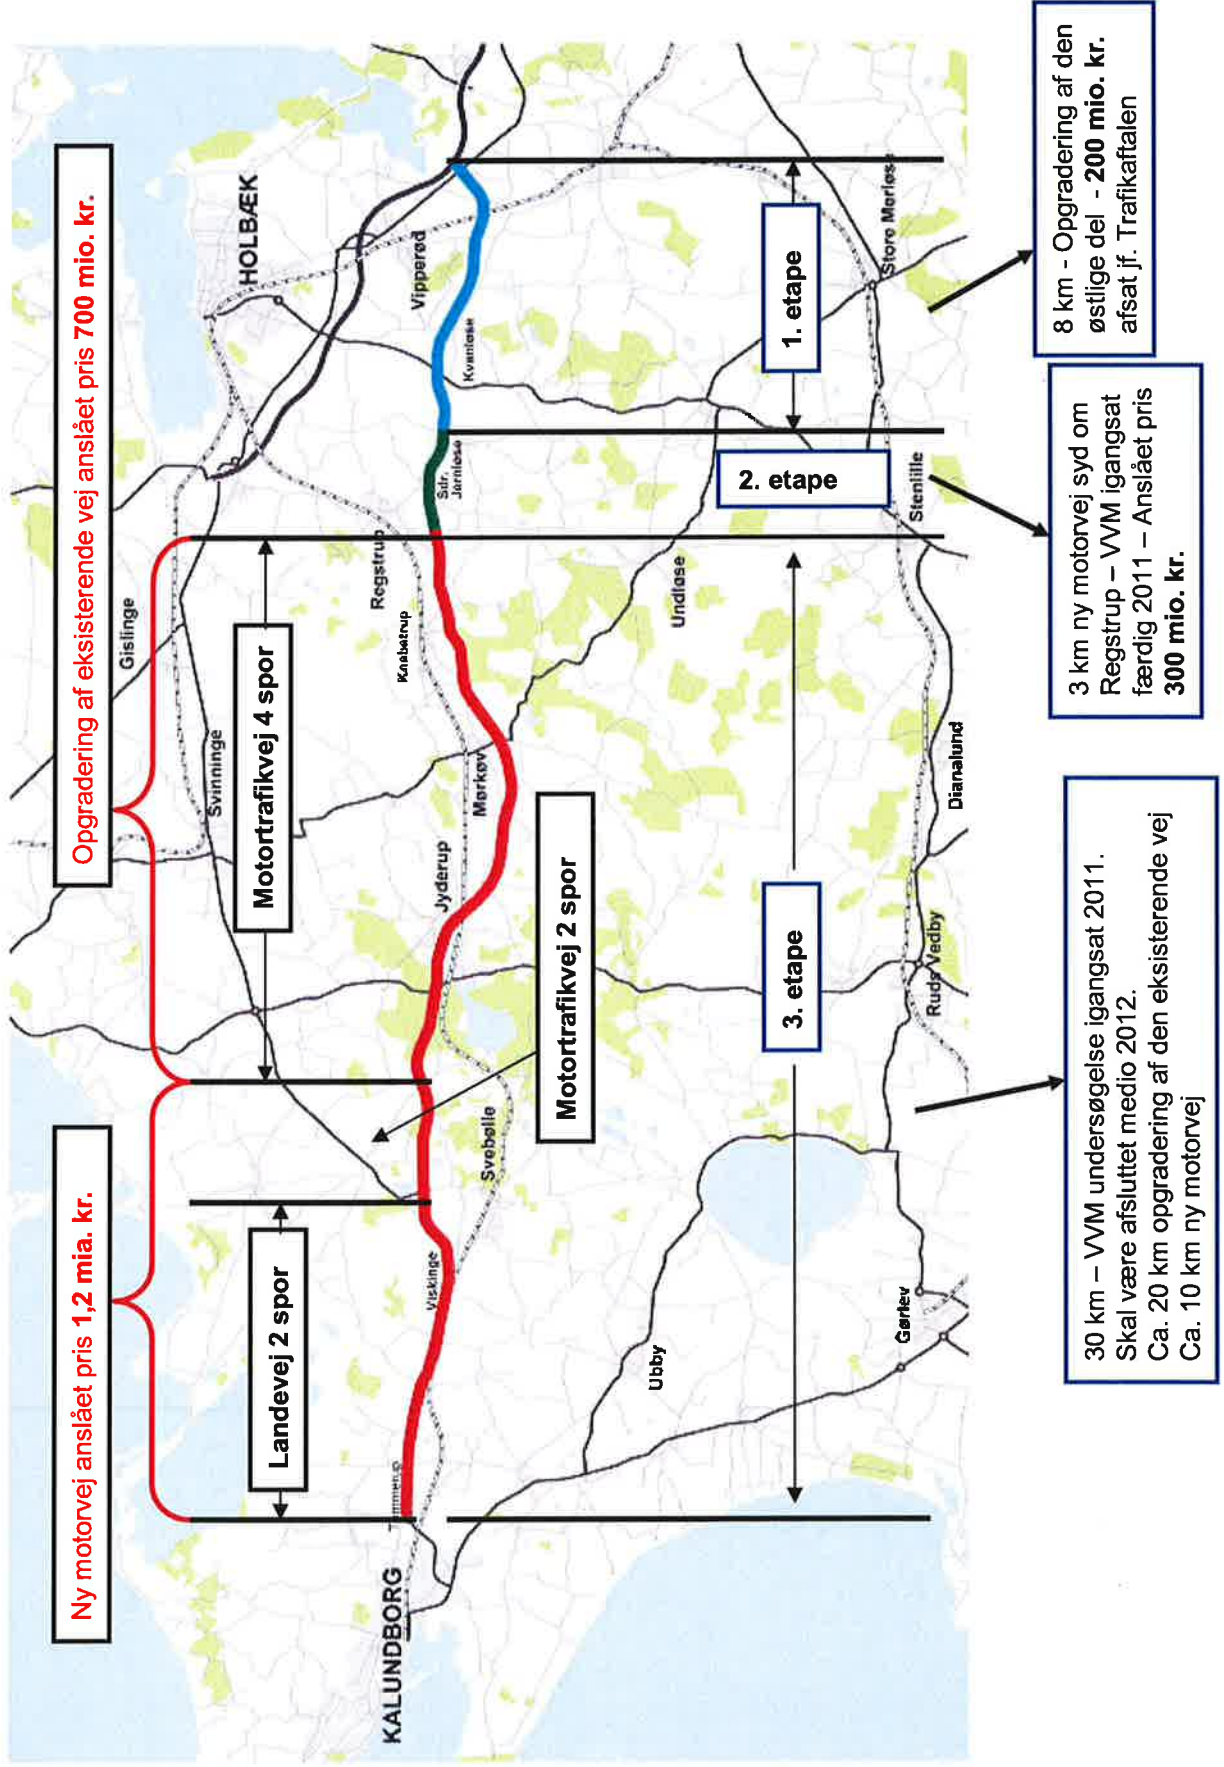 Ny motorvej anslået pris 1,2 mia. kr.
Opgradering af eksisterende vej anslået pris 700 mio. kr.
Landevej 2 spor
Motortrafikvej 4 spor
Motortrafikvej 2 spor
Gislinge
Svinninge
HOLBÆK
KALUNDBORG
Viskinge
Svebølle
Jyderup
Mørkøv
Knabstrup
Regstrup
Sdr.
Jernløse
Kvanløse
Vipperød
Ubby
Undløse
3. etape
2. etape
1. etape
Gørlev
Ruds Vedby
Dianalund
Stenlille
Store Merløse
30 km – VVM undersøgelse igangsat 2011.
Skal være afsluttet medio 2012.
Ca. 20 km opgradering af den eksisterende vej
Ca. 10 km ny motorvej
3 km ny motorvej syd om
Regstrup – VVM igangsat
færdig 2011 – Anslået pris
300 mio. kr.
8 km - Opgradering af den
østlige del - 200 mio. kr.
afsat jf. Trafikaftalen